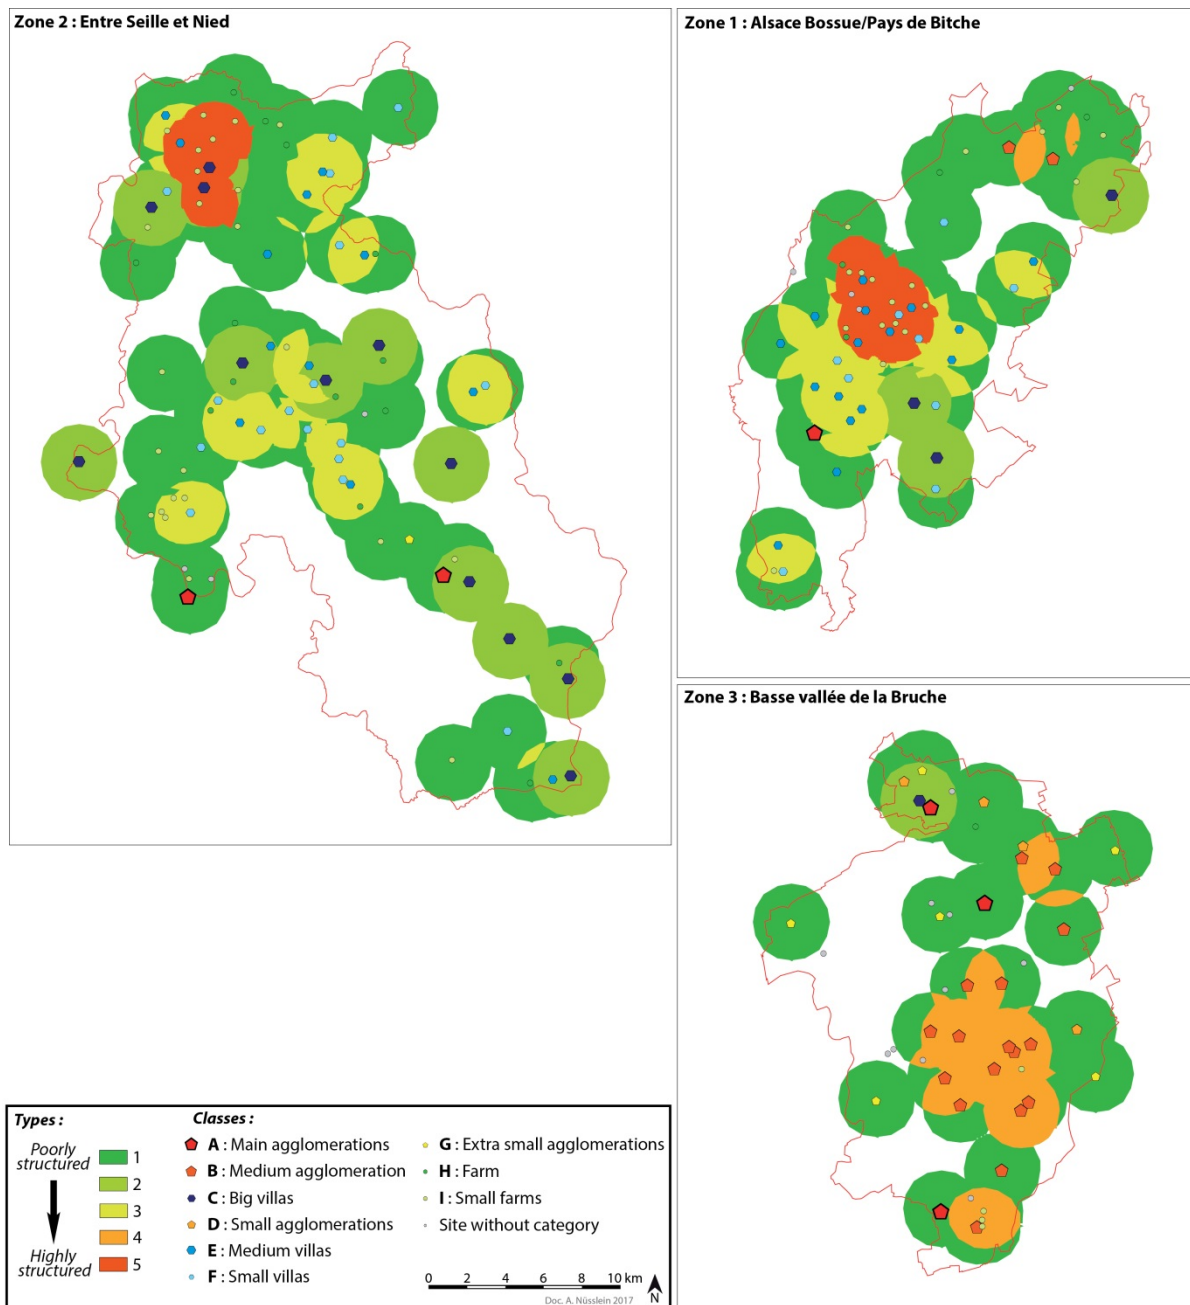 Zone 2 : Entre Seille et Nied
Zone 1 : Alsace Bossue/Pays de Bitche
Zone 3 : Basse vallée de la Bruche
Types :
Poorly
structured
Highly
structured
1
2
3
4
5
Classes :
A : Main agglomerations
B : Medium agglomeration
C : Big villas
D : Small agglomerations
E : Medium villas
F : Small villas
G : Extra small agglomerations
H : Farm
I : Small farms
Site without category
0 2 4 6 8 10 km
N
Doc. A. Nüsslein 2017